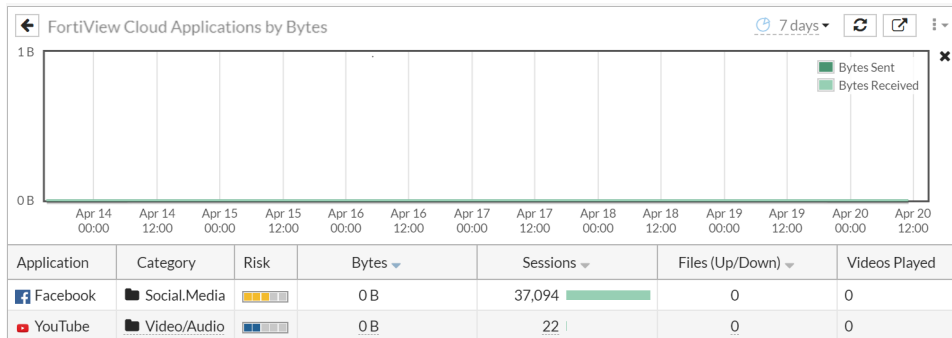 FortiView Cloud Applications by Bytes 7 days
1 B
Bytes Sent
Bytes Received
0 B
Apr 14 Apr 14 Apr 15 Apr 15 Apr 16 Apr 16 Apr 17 Apr 17 Apr 18 Apr 18 Apr 19 Apr 19 Apr 20 Apr 20
00:00 12:00 00:00 12:00 00:00 12:00 00:00 12:00 00:00 12:00 00:00 12:00 00:00 12:00
Application Category Risk Bytes Sessions Files (Up/Down) Videos Played
Facebook Social.Media 0 B 37,094 0 0
YouTube Video/Audio 0 B 22 0 0